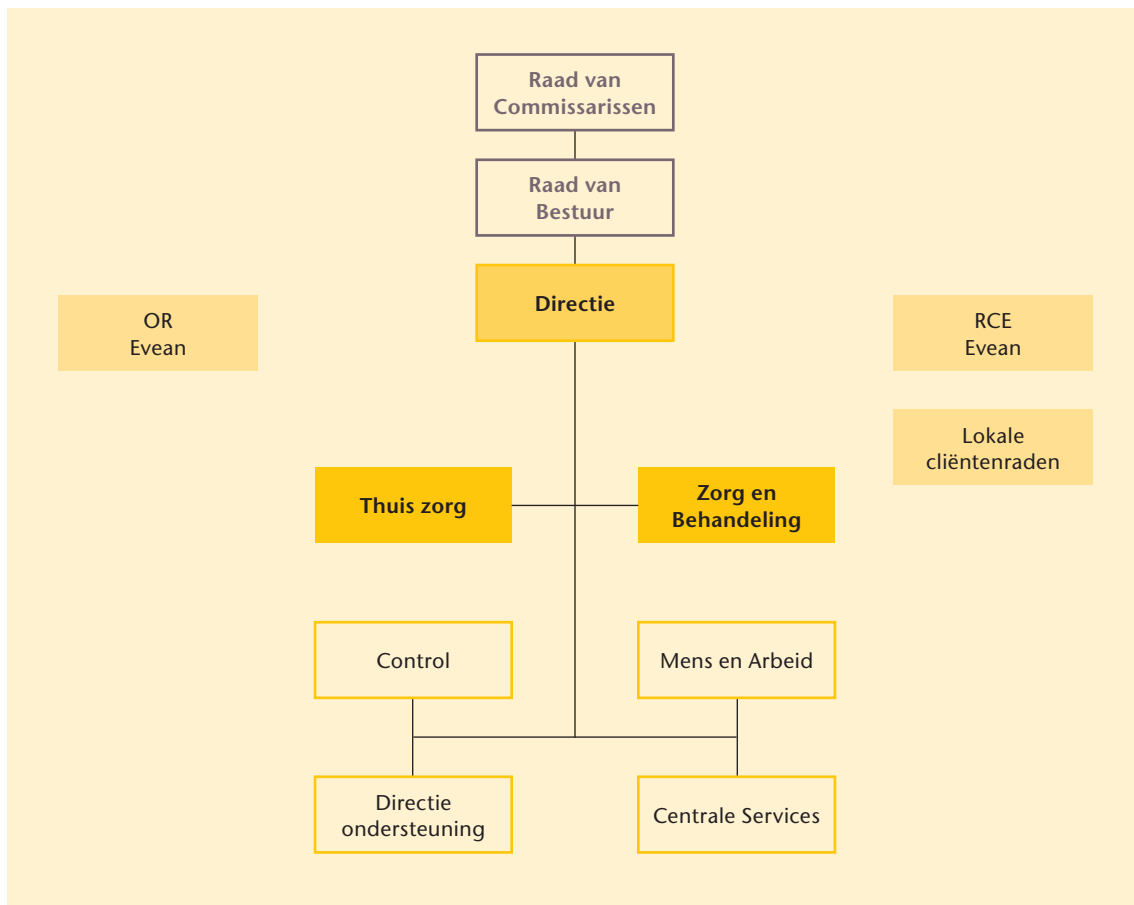 Raad van
Commissarissen
Raad van
Bestuur
Directie
OR
Evean
RCE
Evean
Lokale
cliëntenraden
Thuis zorg
Zorg en
Behandeling
Control
Mens en Arbeid
Directie
ondersteuning
Centrale Services